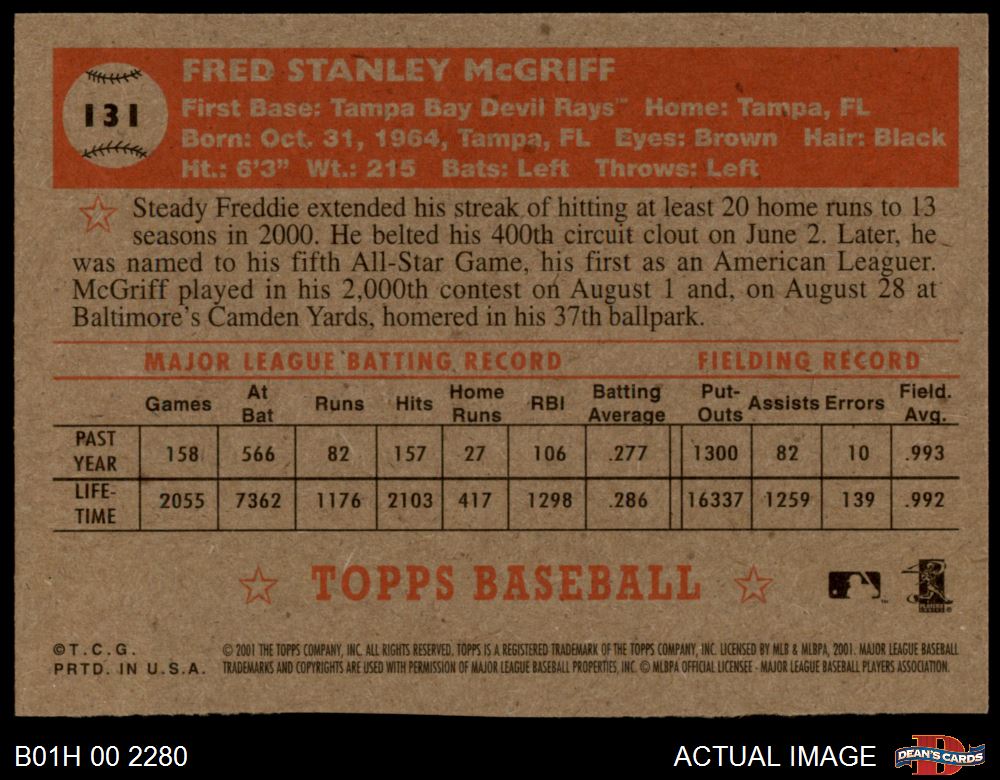 131
FRED STANLEY McGRIFF
First Base: Tampa Bay Devil Rays™ Home: Tampa, FL
Born: Oct. 31, 1964, Tampa, FL Eyes: Brown Hair: Black
Ht.: 6'3" Wt.: 215 Bats: Left Throws: Left
Steady Freddie extended his streak of hitting at least 20 home runs to 13
seasons in 2000. He belted his 400th circuit clout on June 2. Later, he
was named to his fifth All-Star Game, his first as an American Leaguer.
McGriff played in his 2,000th contest on August 1 and, on August 28 at
Baltimore's Camden Yards, homered in his 37th ballpark.
MAJOR LEAGUE BATTING RECORD FIELDING RECORD
Games At Bat Runs Hits Home Runs RBI Batting Average Put-Outs Assists Errors Field. Avg.
PAST YEAR 158 566 82 157 27 106 .277 1300 82 10 .993
LIFE-TIME 2055 7362 1176 2103 417 1298 .286 16337 1259 139 .992
TOPPS BASEBALL
©T.C.G.
PRTD. IN U.S.A.
© 2001 THE TOPPS COMPANY, INC. ALL RIGHTS RESERVED. TOPPS IS A REGISTERED TRADEMARK OF THE TOPPS COMPANY, INC. LICENSED BY MLB & MLBPA, 2001. MAJOR LEAGUE BASEBALL
TRADEMARKS AND COPYRIGHTS ARE USED WITH PERMISSION OF MAJOR LEAGUE BASEBALL PROPERTIES, INC. © MLBPA OFFICIAL LICENSEE - MAJOR LEAGUE BASEBALL PLAYERS ASSOCIATION.
B01H 00 2280
ACTUAL IMAGE
DEAN'S CARDS